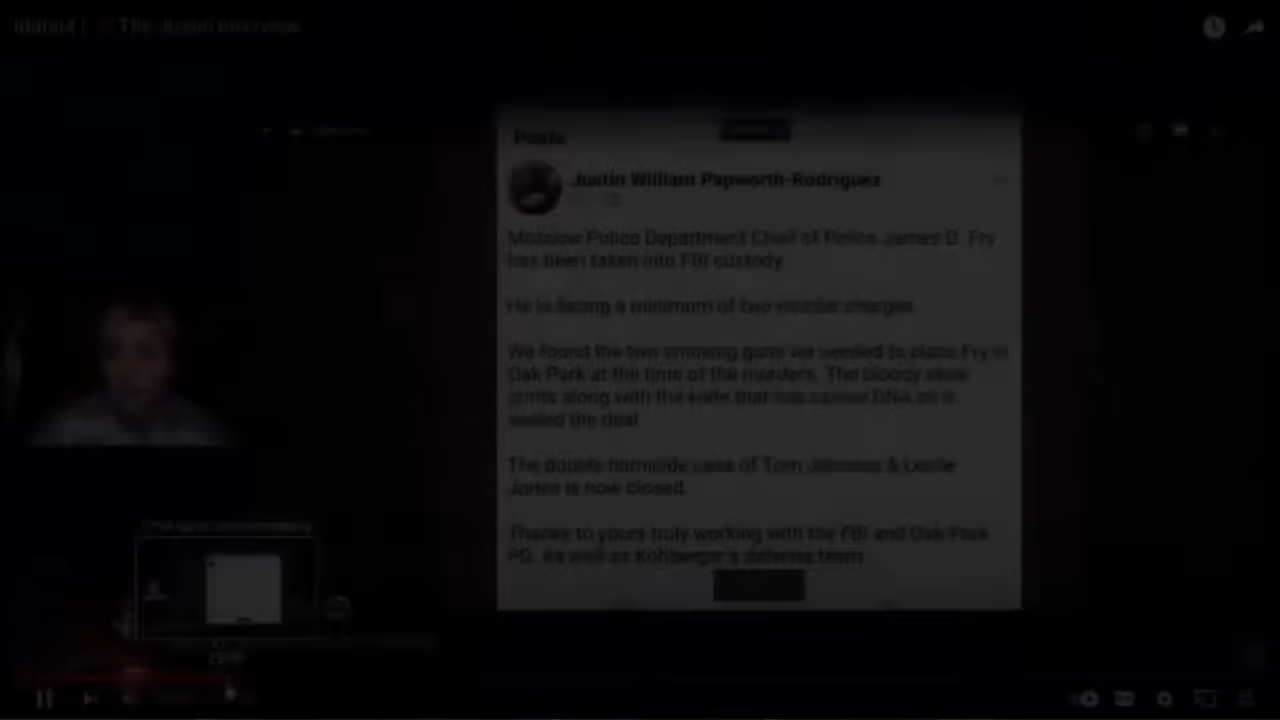 Idaho4 | The Justin Interview
Posts
Justin William Papworth-Rodriguez
Moscow Police Department Chief of Police James D. Fry
has been taken into FBI custody.
He is facing a minimum of two murder charges.
We found the two smoking guns we needed to place Fry in
Oak Park at the time of the murders. The bloody shoe
prints along with the knife that has canine DNA on it
sealed the deal.
The double homicide case of Tom Johnson & Leslie
Jones is now closed.
Thanks to yours truly working with the FBI and Oak Park
PD. As well as Kohberger's defense team